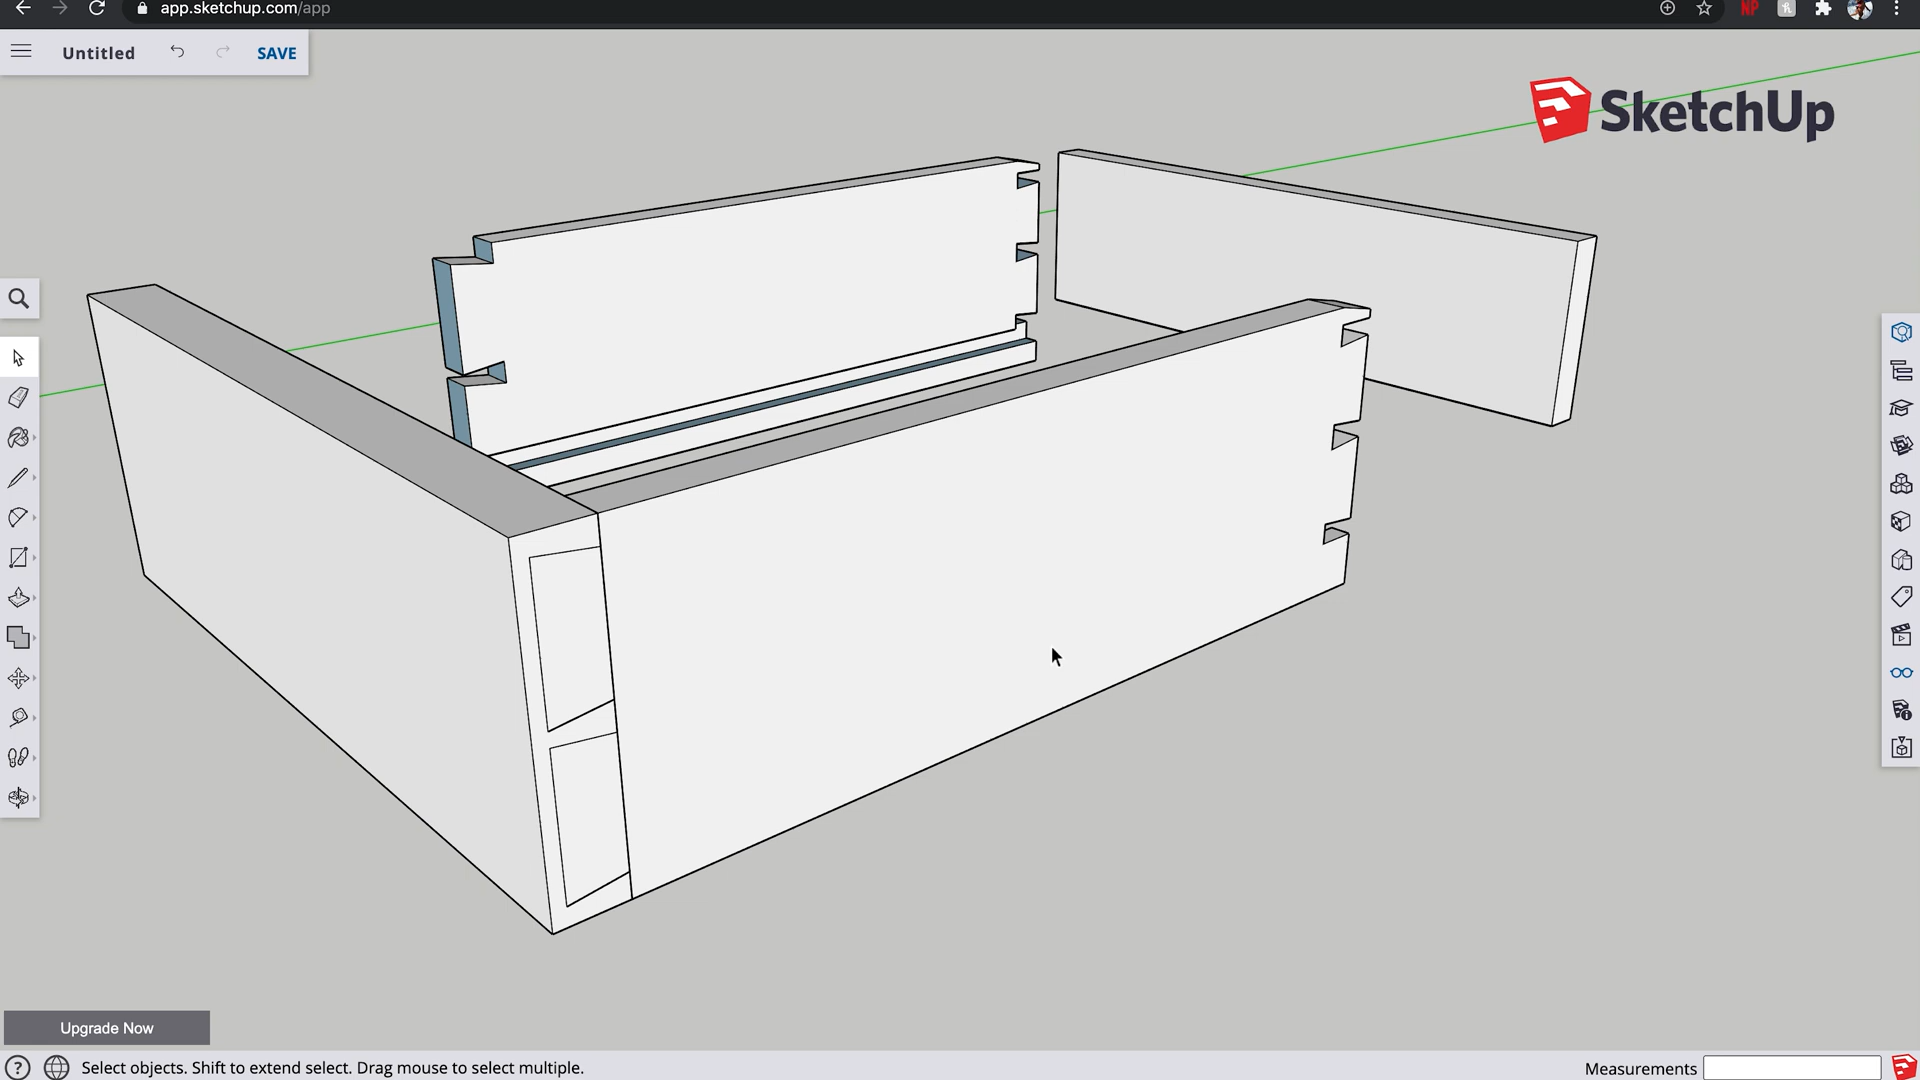 app.sketchup.com/app
NP
Untitled
SAVE
SketchUp
Upgrade Now
? Select objects. Shift to extend select. Drag mouse to select multiple.
Measurements